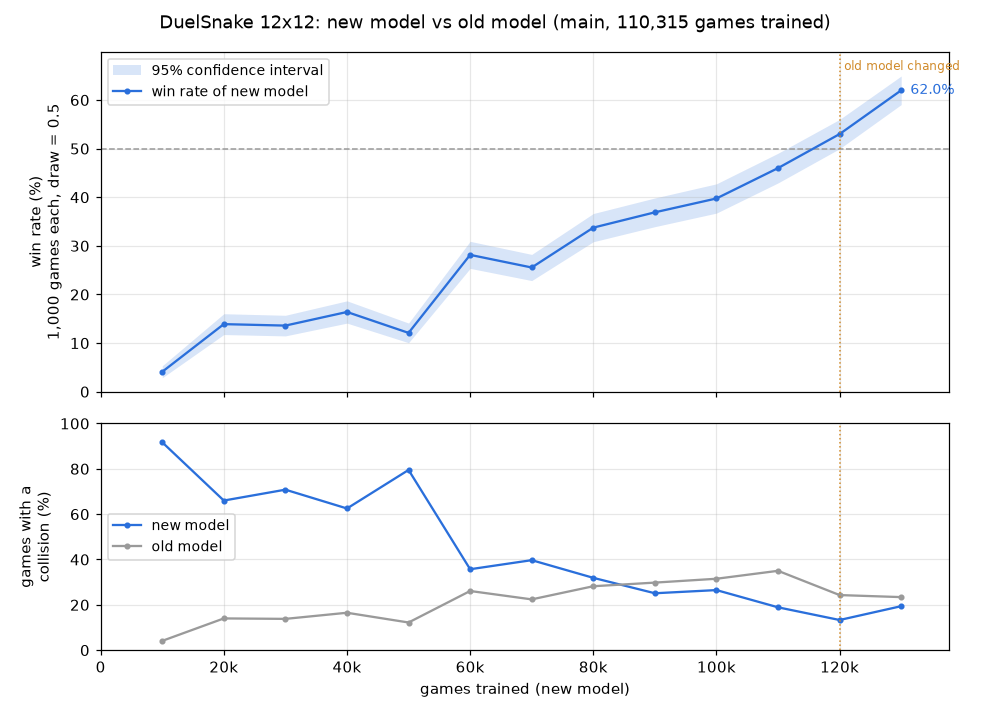 DuelSnake 12x12: new model vs old model (main, 110,315 games trained)
95% confidence interval
win rate of new model
old model changed
62.0%
win rate (%)
1,000 games each, draw = 0.5
60
50
40
30
20
10
0
100
80
60
40
20
0
games with a
collision (%)
new model
old model
0
20k
40k
60k
80k
100k
120k
games trained (new model)